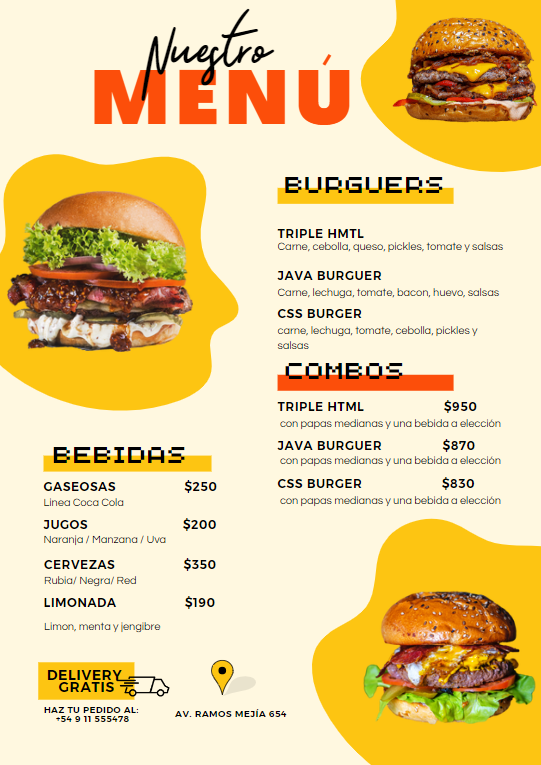 Nuestro
MENÚ
BURGUERS
TRIPLE HMTL
Carne, cebolla, queso, pickles, tomate y salsas
JAVA BURGUER
Carne, lechuga, tomate, bacon, huevo, salsas
CSS BURGER
carne, lechuga, tomate, cebolla, pickles y
salsas
COMBOS
TRIPLE HTML $950
con papas medianas y una bebida a elección
JAVA BURGUER $870
con papas medianas y una bebida a elección
CSS BURGER $830
con papas medianas y una bebida a elección
BEBIDAS
GASEOSAS $250
Linea Coca Cola
JUGOS $200
Naranja / Manzana / Uva
CERVEZAS $350
Rubia/ Negra/ Red
LIMONADA $190
Limon, menta y jengibre
DELIVERY
GRATIS
HAZ TU PEDIDO AL:
+54 9 11 555478
AV. RAMOS MEJÍA 654